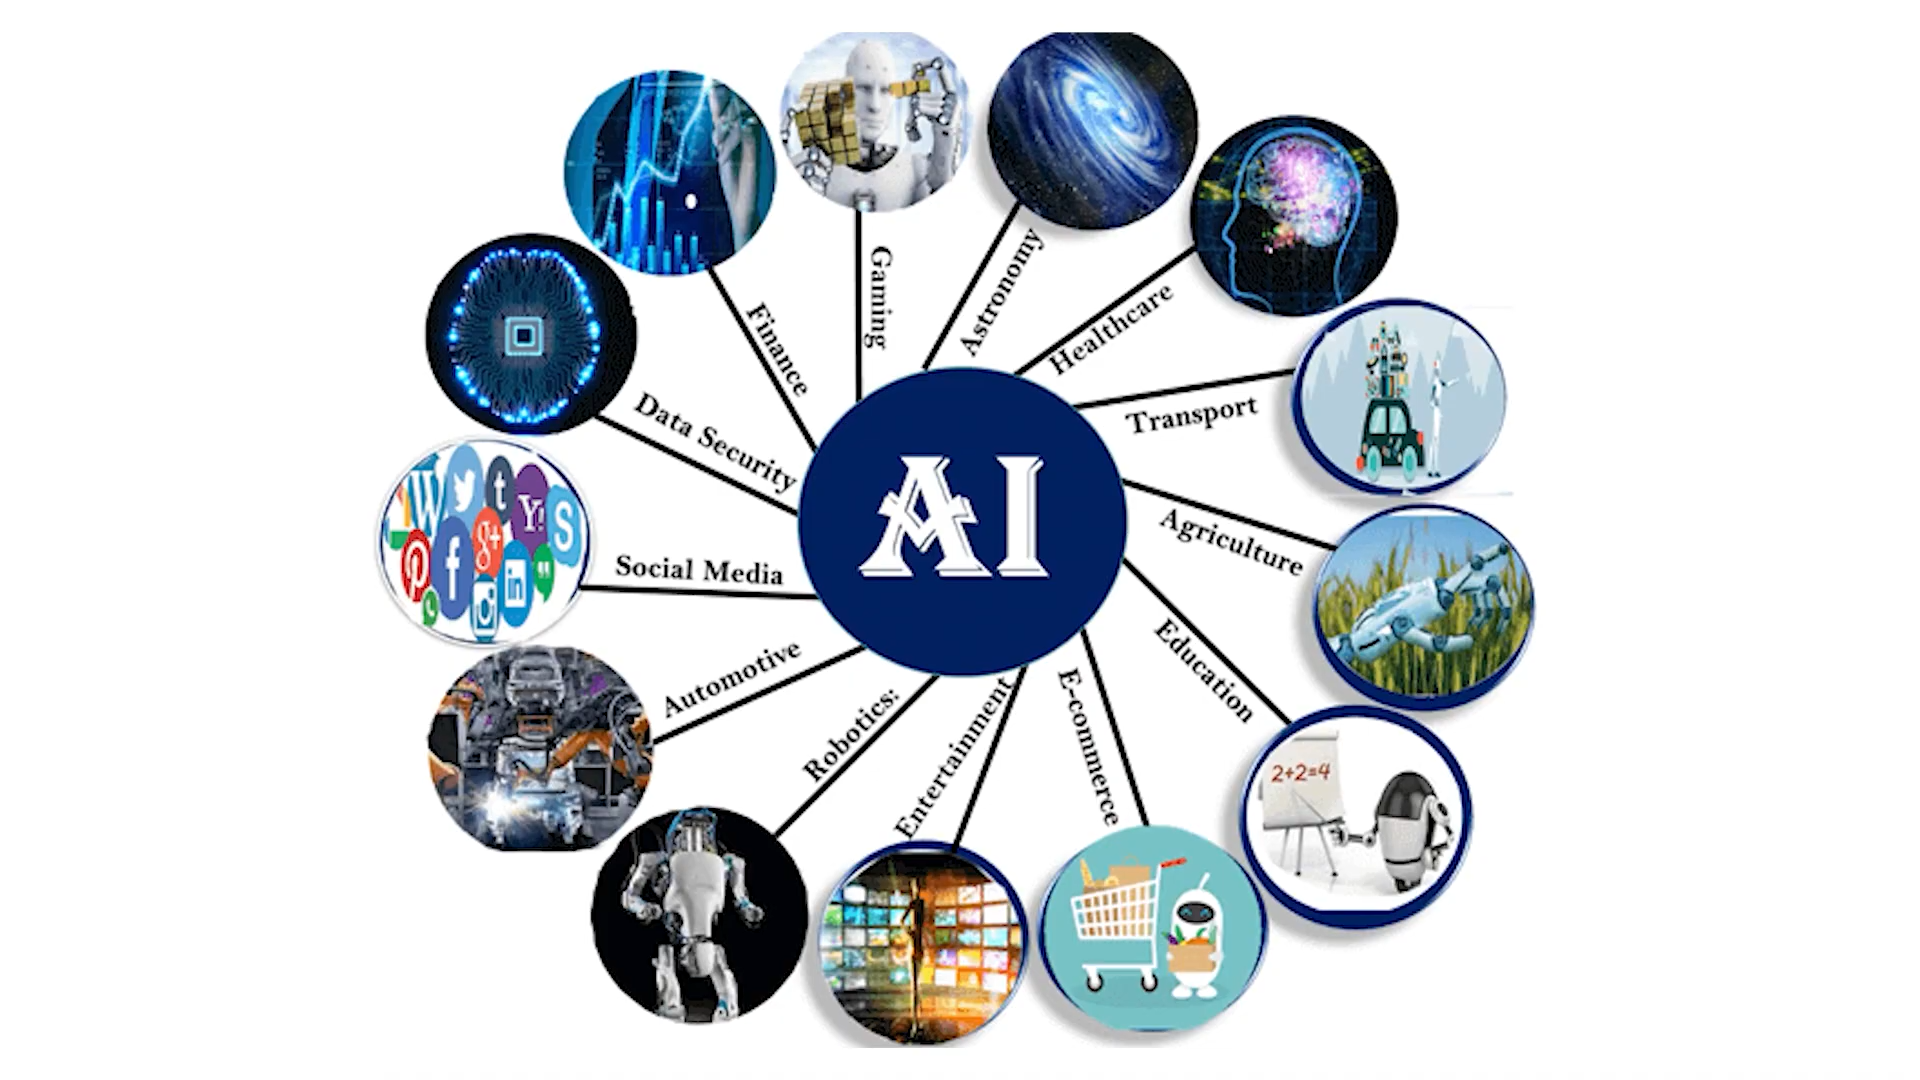 Gaming
Astronomy
Finance
Healthcare
Transport
Data Security
AI
Agriculture
Social Media
Education
Automotive
Robotics:
Entertainment
E-commerce
W
t
Y!
S
g+
f
in
2+2=4